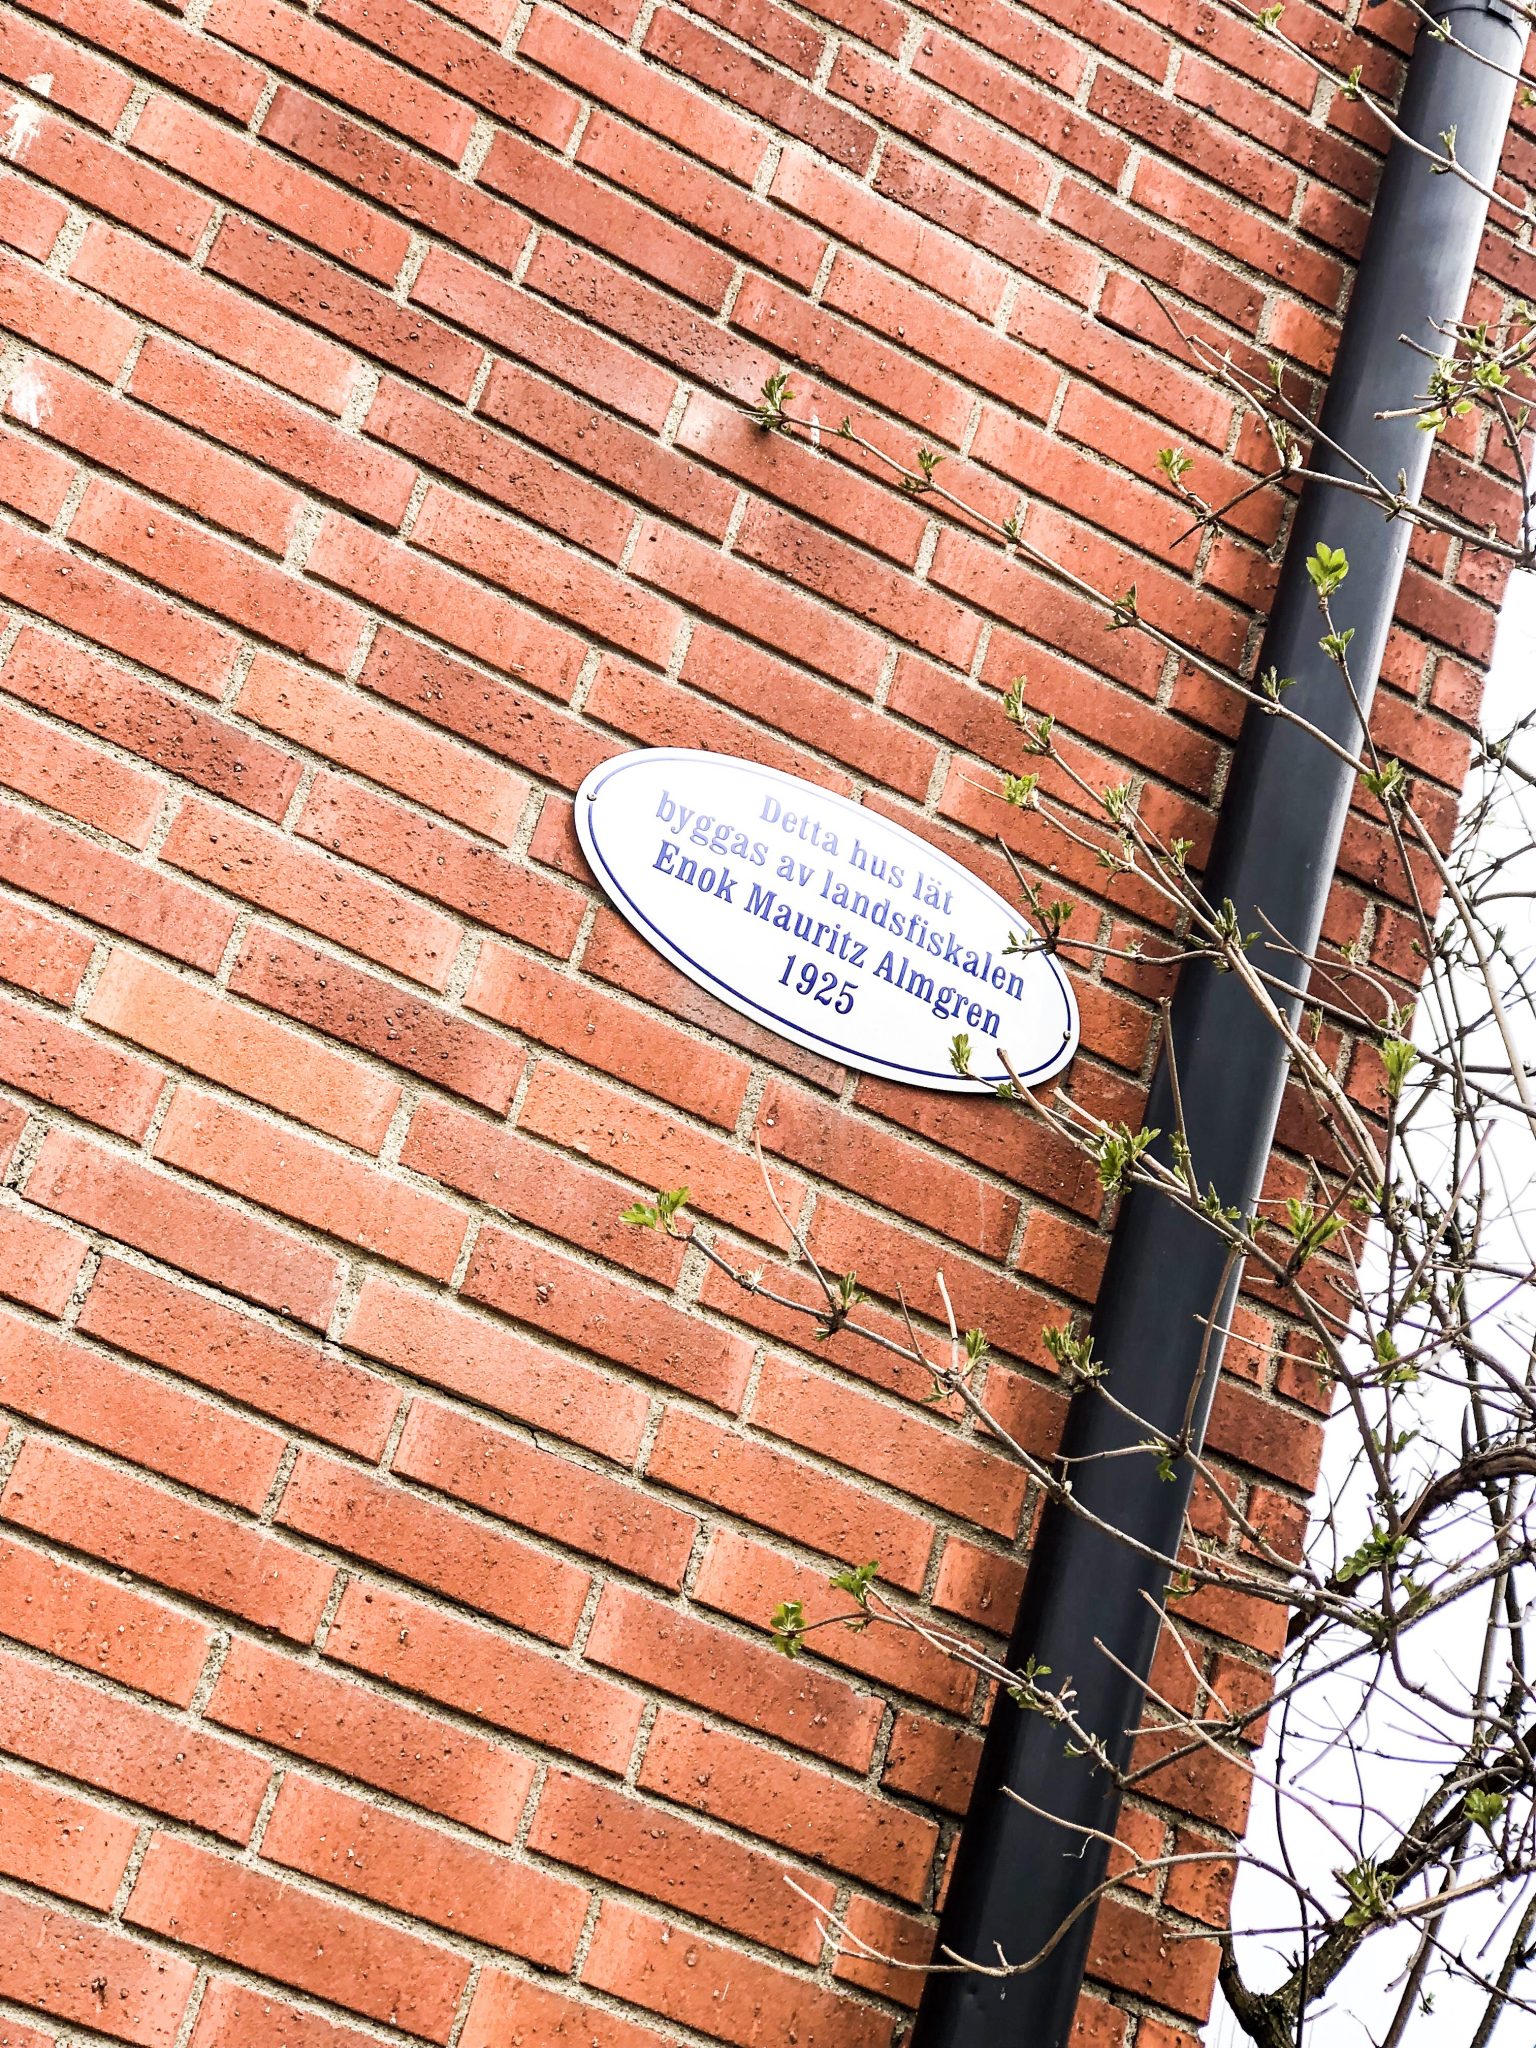 Detta hus lät
byggas av landsfiskalen
Enok Mauritz Almgren
1925